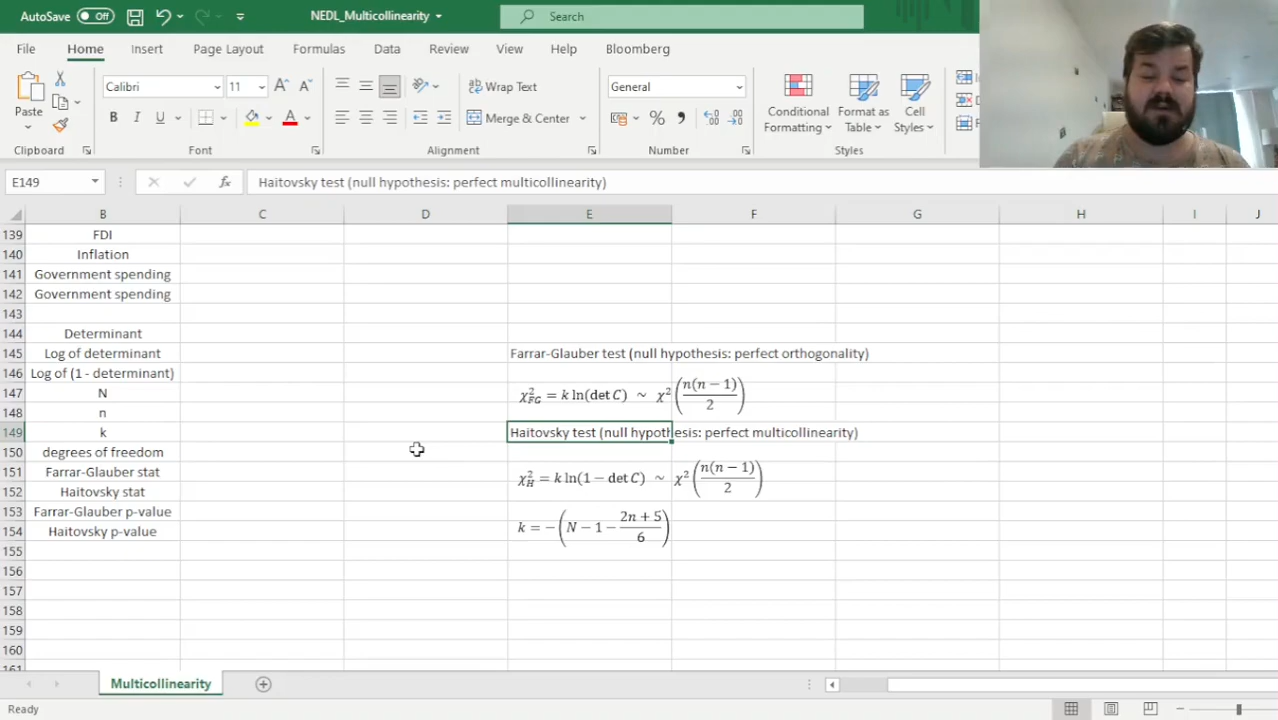 AutoSave Off NEDL_Multicollinearity Search
File Home Insert Page Layout Formulas Data Review View Help Bloomberg
Paste Calibri 11 Wrap Text General Conditional Formatting Format as Table Cell Styles
B I U A Merge & Center % ,
Clipboard Font Alignment Number Styles
E149 fx Haitovsky test (null hypothesis: perfect multicollinearity)
B C D E F G H I J
139 FDI
140 Inflation
141 Government spending
142 Government spending
143
144 Determinant
145 Log of determinant Farrar-Glauber test (null hypothesis: perfect orthogonality)
146 Log of (1 - determinant)
147 N χ²_FG = k ln(det C) ~ χ²(n(n − 1)/2)
148 n
149 k Haitovsky test (null hypothesis: perfect multicollinearity)
150 degrees of freedom
151 Farrar-Glauber stat χ²_H = k ln(1 − det C) ~ χ²(n(n − 1)/2)
152 Haitovsky stat
153 Farrar-Glauber p-value
154 Haitovsky p-value k = −(N − 1 − (2n + 5)/6)
155
156
157
158
159
160
161
Multicollinearity
Ready